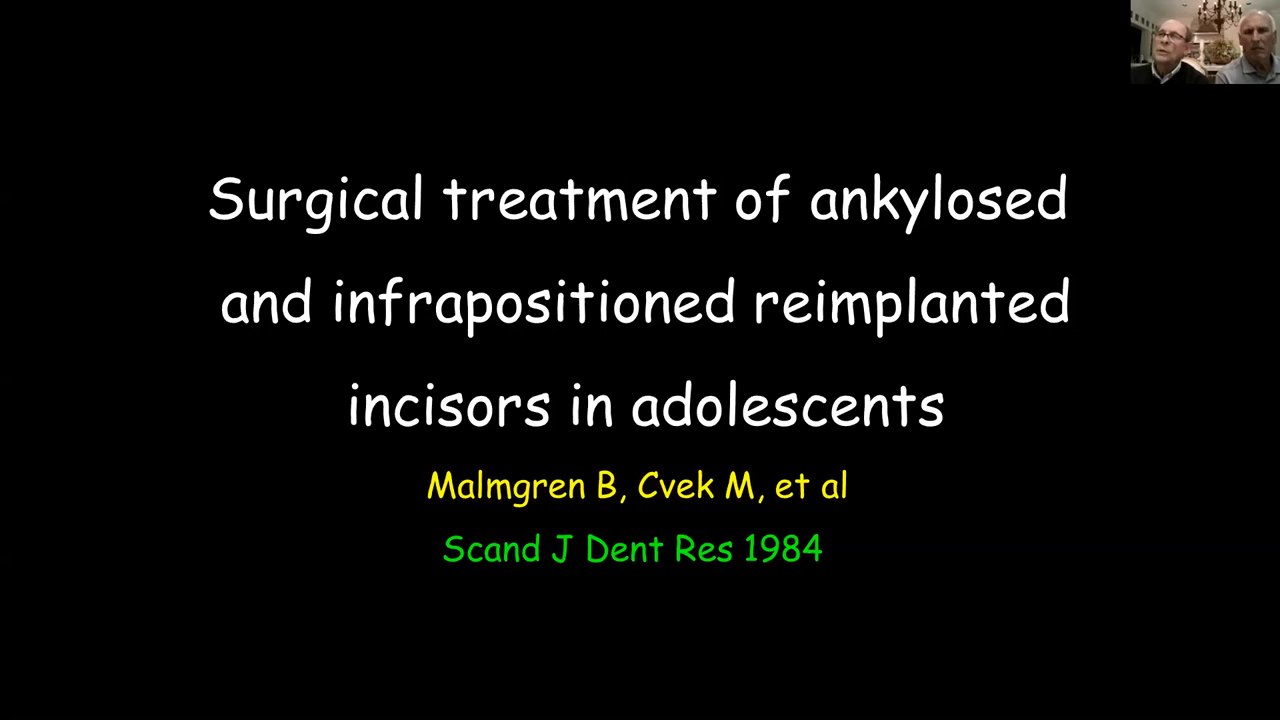 Surgical treatment of ankylosed
and infrapositioned reimplanted
incisors in adolescents
Malmgren B, Cvek M, et al
Scand J Dent Res 1984